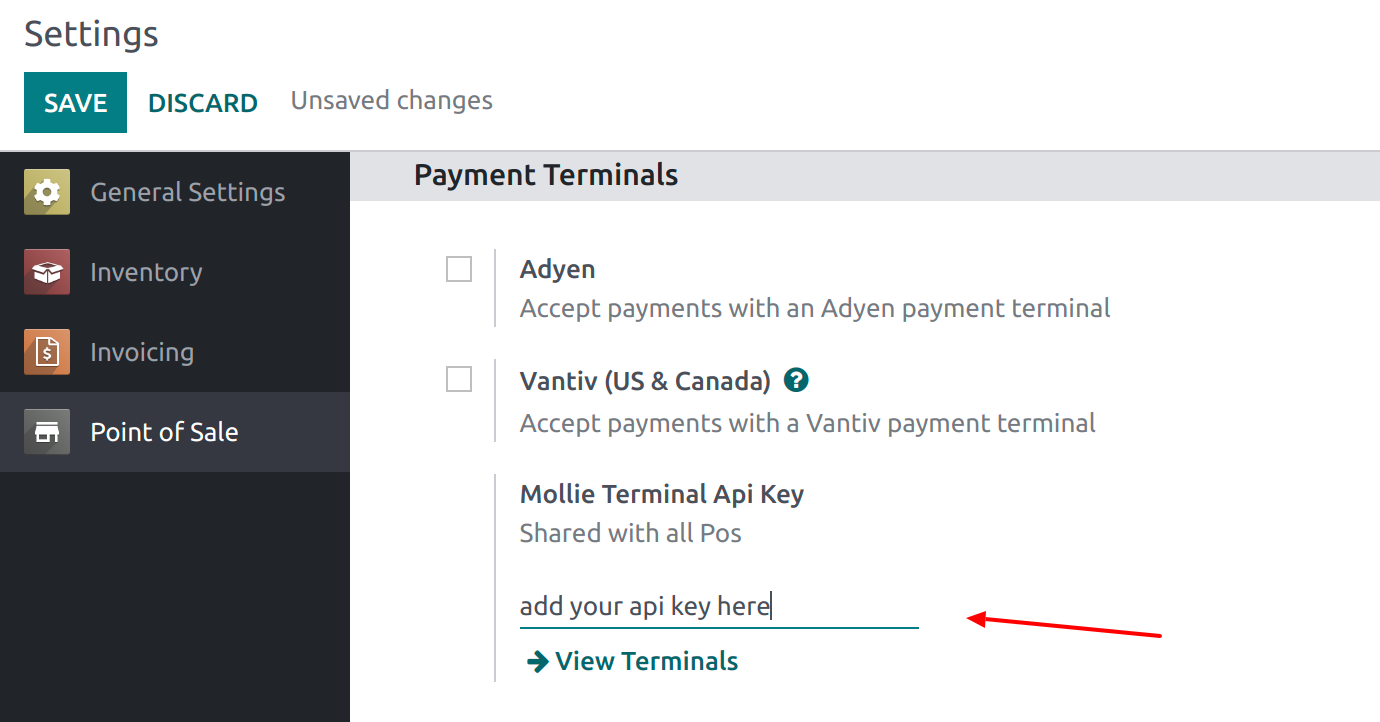 Settings
SAVE DISCARD Unsaved changes
General Settings
Inventory
Invoicing
Point of Sale
Payment Terminals
Adyen
Accept payments with an Adyen payment terminal
Vantiv (US & Canada) ?
Accept payments with a Vantiv payment terminal
Mollie Terminal Api Key
Shared with all Pos
add your api key here
View Terminals